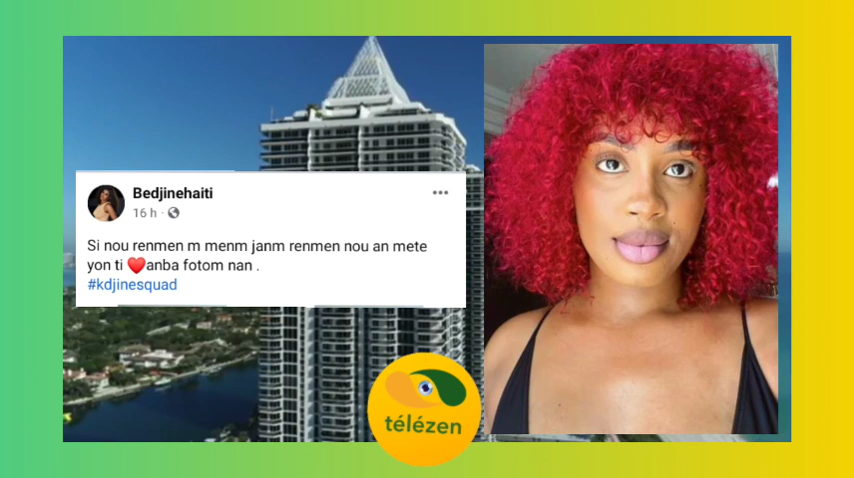 Bedjinehaiti
16 h ·
Si nou renmen m menm janm renmen nou an mete
yon ti ❤️anba fotom nan .
#kdjinesquad
télézen